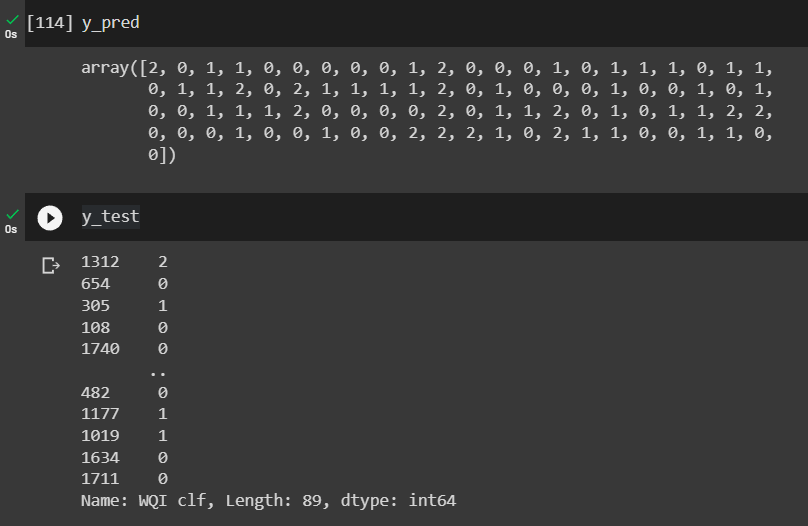 [114] y_pred
0s
array([2, 0, 1, 1, 0, 0, 0, 0, 0, 1, 2, 0, 0, 0, 1, 0, 1, 1, 1, 0, 1, 1,
0, 1, 1, 2, 0, 2, 1, 1, 1, 1, 2, 0, 1, 0, 0, 0, 1, 0, 0, 1, 0, 1,
0, 0, 1, 1, 1, 2, 0, 0, 0, 0, 2, 0, 1, 1, 2, 0, 1, 0, 1, 1, 2, 2,
0, 0, 0, 1, 0, 0, 1, 0, 0, 2, 2, 2, 1, 0, 2, 1, 1, 0, 0, 1, 1, 0,
0])
y_test
0s
1312 2
654 0
305 1
108 0
1740 0
..
482 0
1177 1
1019 1
1634 0
1711 0
Name: WQI clf, Length: 89, dtype: int64